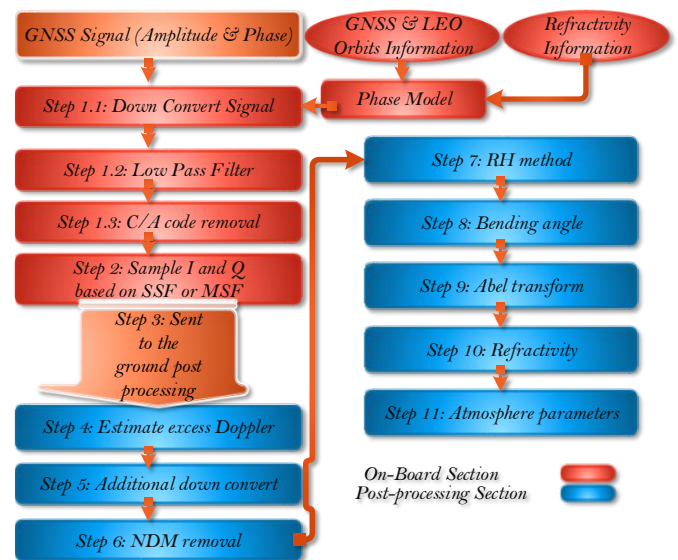 GNSS Signal (Amplitude & Phase)
GNSS & LEO
Orbits Information
Refractivity
Information
Phase Model
Step 1.1: Down Convert Signal
Step 1.2: Low Pass Filter
Step 1.3: C/A code removal
Step 2: Sample I and Q
based on SSF or MSF
Step 3: Sent
to the
ground post
processing
Step 4: Estimate excess Doppler
Step 5: Additional down convert
Step 6: NDM removal
Step 7: RH method
Step 8: Bending angle
Step 9: Abel transform
Step 10: Refractivity
Step 11: Atmosphere parameters
On-Board Section
Post-processing Section